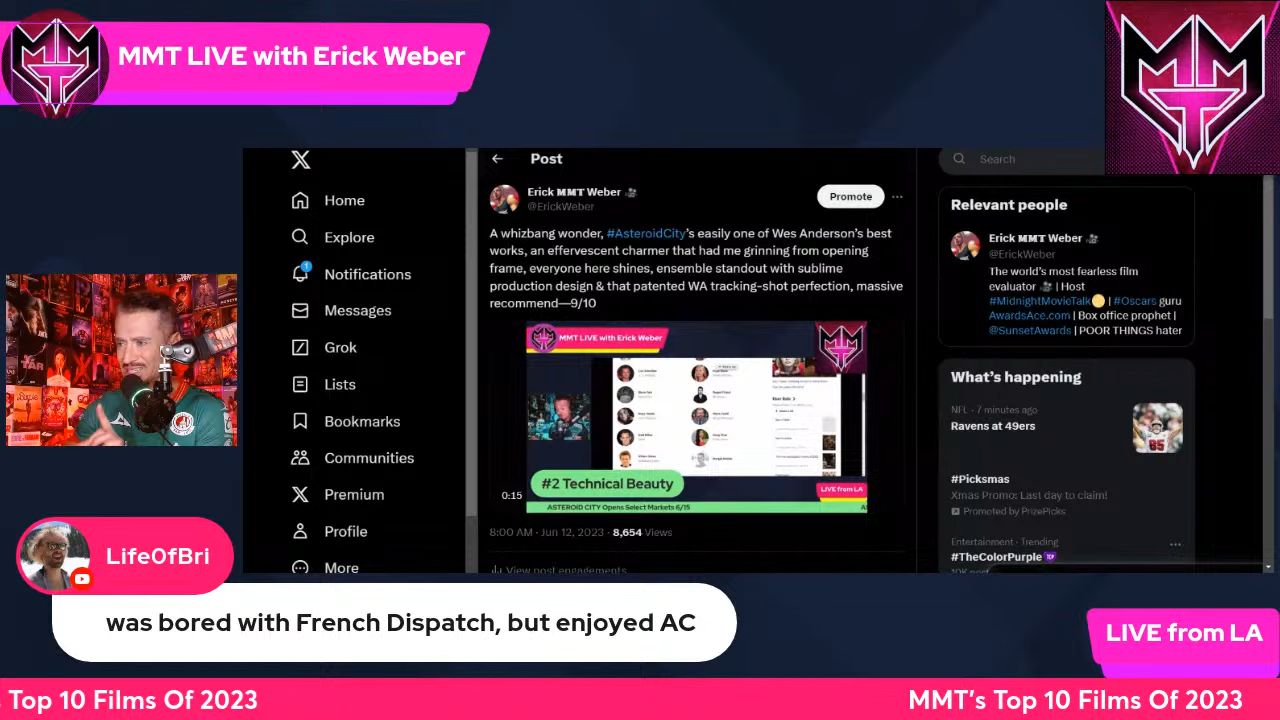 MMT LIVE with Erick Weber
Home
Explore
1
Notifications
Messages
Grok
Lists
Bookmarks
Communities
Premium
Profile
More
Post
Erick MMT Weber
@ErickWeber
Promote
A whizbang wonder, #AsteroidCity's easily one of Wes Anderson's best
works, an effervescent charmer that had me grinning from opening
frame, everyone here shines, ensemble standout with sublime
production design & that patented WA tracking-shot perfection, massive
recommend—9/10
MMT LIVE with Erick Weber
#2 Technical Beauty
LIVE from LA
0:15
ASTEROID CITY Opens Select Markets 6/15
8:00 AM · Jun 12, 2023 · 8,654 Views
View post engagements
Search
Relevant people
Erick MMT Weber
@ErickWeber
The world's most fearless film
evaluator | Host
#MidnightMovieTalk | #Oscars guru
AwardsAce.com | Box office prophet |
@SunsetAwards | POOR THINGS hater
What's happening
NFL · 7 minutes ago
Ravens at 49ers
#Picksmas
Xmas Promo: Last day to claim!
Promoted by PrizePicks
Entertainment · Trending
#TheColorPurple
LifeOfBri
was bored with French Dispatch, but enjoyed AC
LIVE from LA
Top 10 Films Of 2023
MMT's Top 10 Films Of 2023